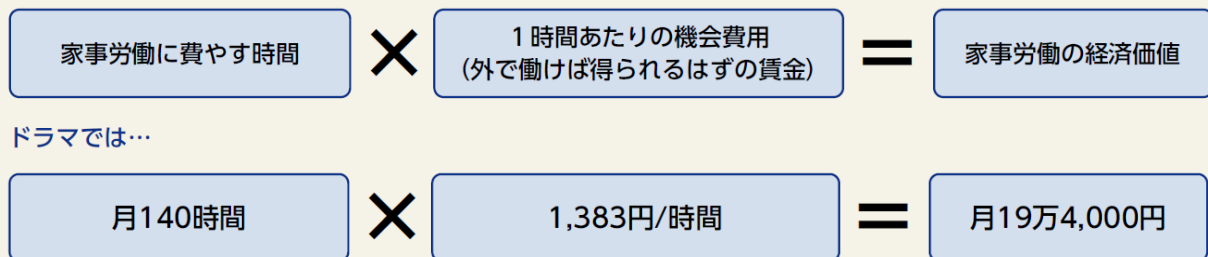 家事労働に費やす時間
×
1時間あたりの機会費用
(外で働けば得られるはずの賃金)
=
家事労働の経済価値
ドラマでは…
月140時間
×
1,383円/時間
=
月19万4,000円